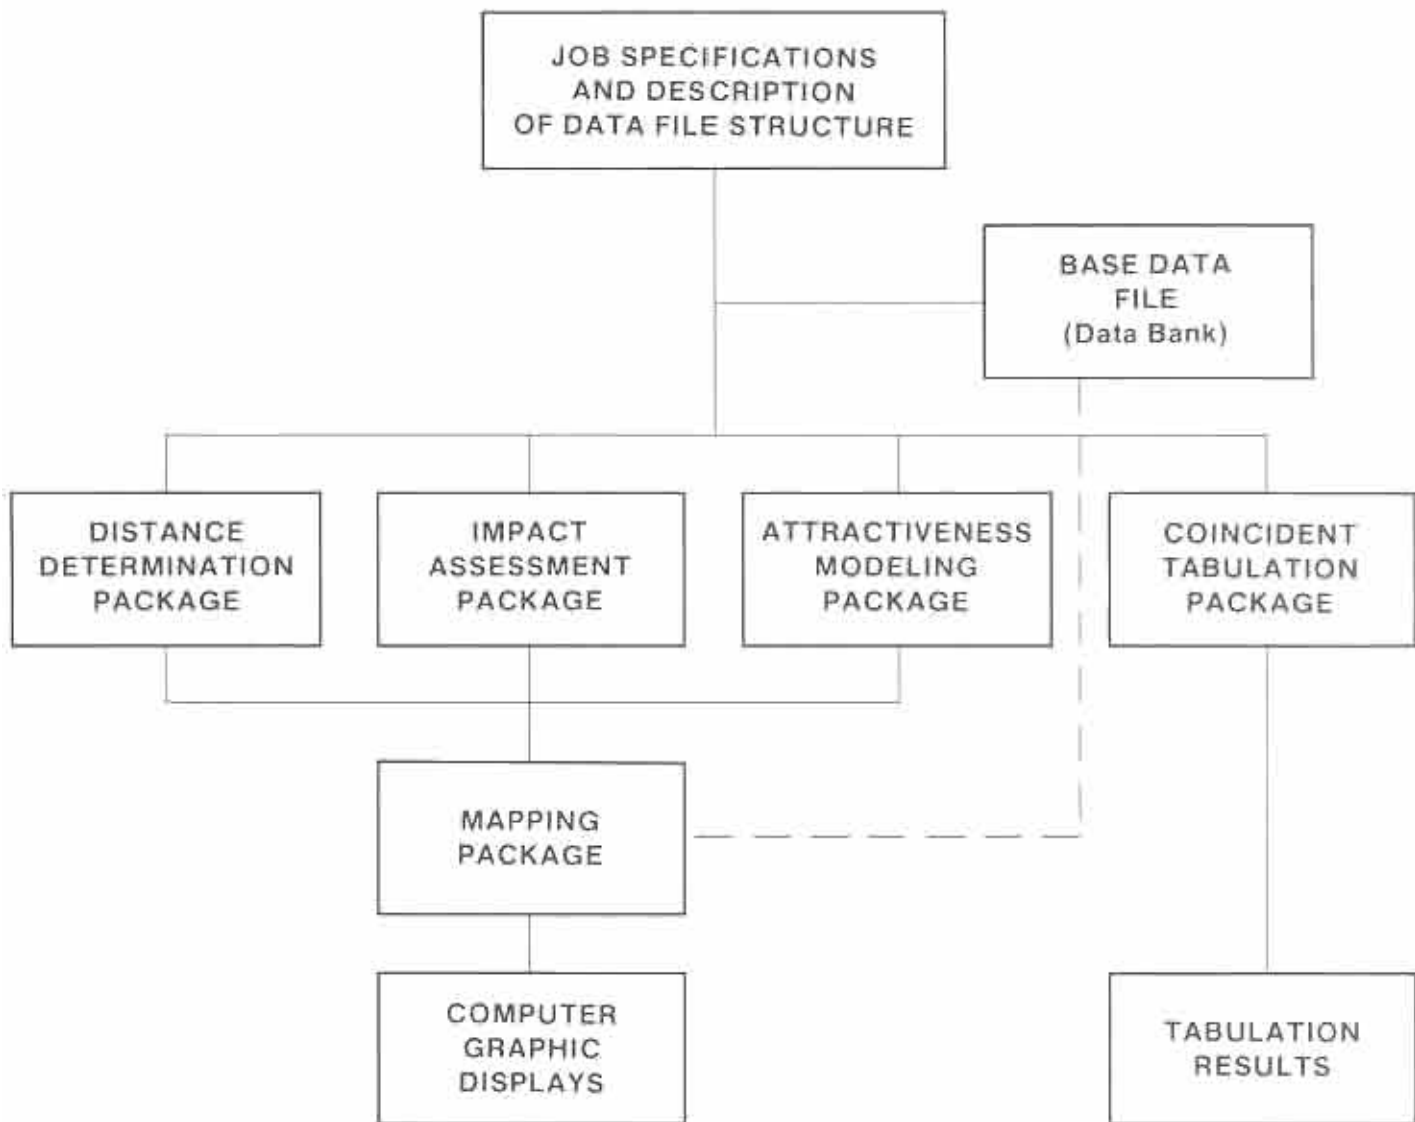 JOB SPECIFICATIONS
AND DESCRIPTION
OF DATA FILE STRUCTURE
BASE DATA
FILE
(Data Bank)
DISTANCE
DETERMINATION
PACKAGE
IMPACT
ASSESSMENT
PACKAGE
ATTRACTIVENESS
MODELING
PACKAGE
COINCIDENT
TABULATION
PACKAGE
MAPPING
PACKAGE
COMPUTER
GRAPHIC
DISPLAYS
TABULATION
RESULTS